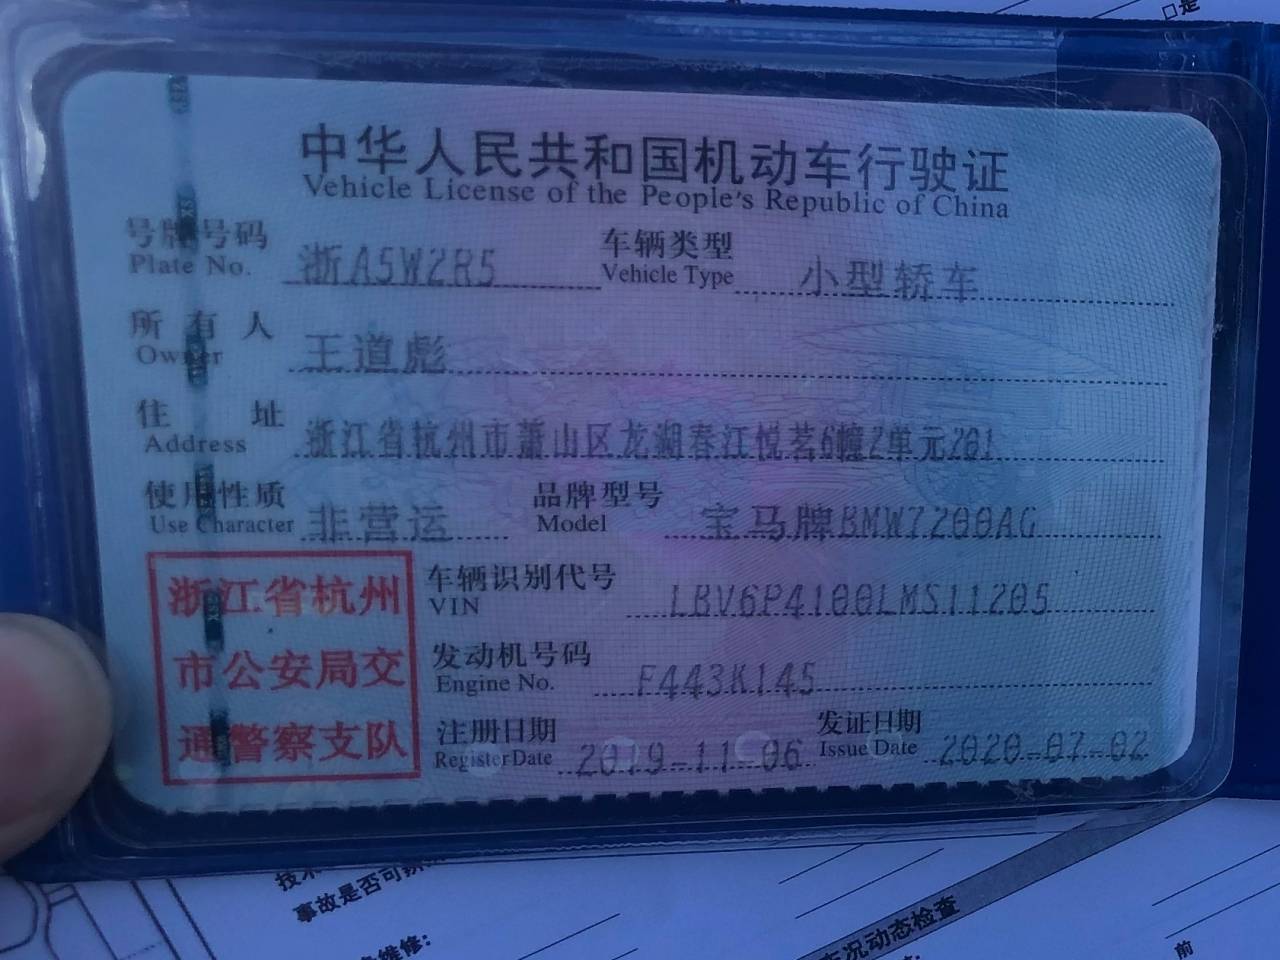 □是
中华人民共和国机动车行驶证
Vehicle License of the People's Republic of China
号牌号码 浙A5W2R5 车辆类型 小型轿车
Plate No. Vehicle Type
所有人 王道彪
Owner
住址 浙江省杭州市萧山区龙湖春江悦茗6幢2单元201
Address
使用性质 非营运 品牌型号 宝马牌BMW7200AG
Use Character Model
浙江省杭州
市公安局交
通警察支队
车辆识别代号 LBV6P4100LMS11205
VIN
发动机号码 F443K145
Engine No.
注册日期 2019-11-06 发证日期 2020-07-02
Register Date Issue Date
技术
事故是否可
维修:
车况动态检查
前